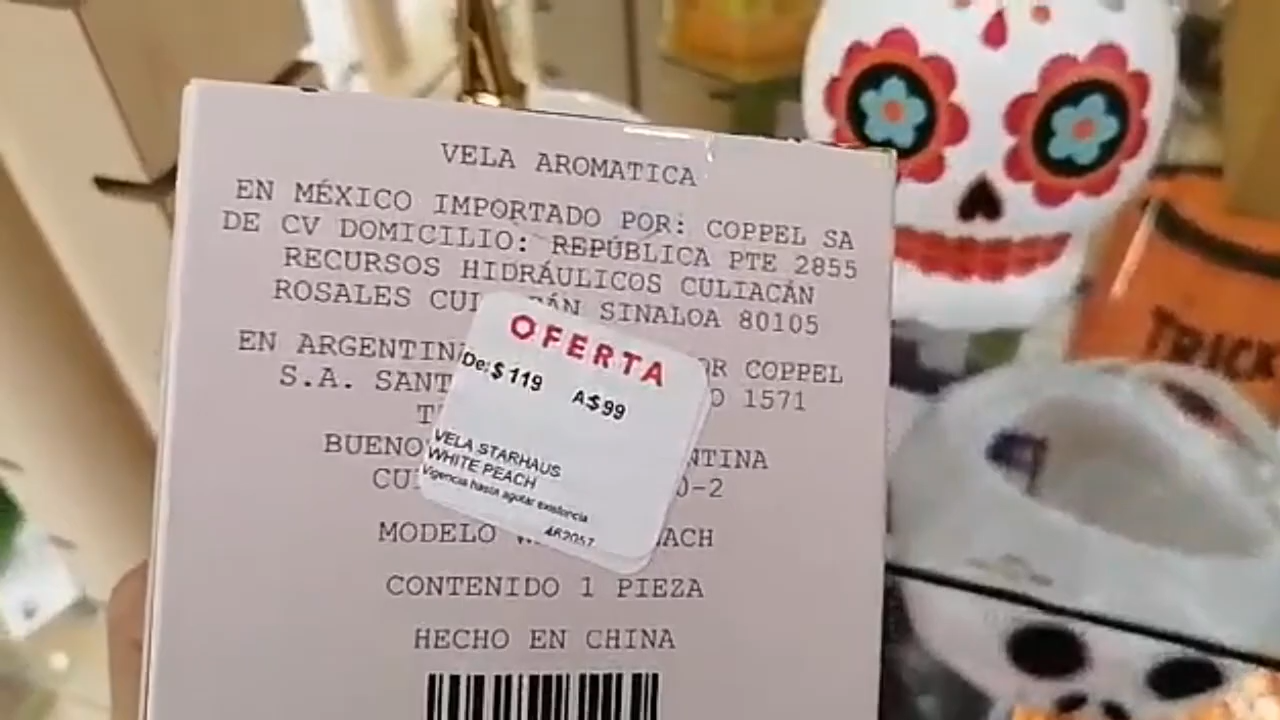 VELA AROMATICA
EN MÉXICO IMPORTADO POR: COPPEL SA
DE CV DOMICILIO: REPÚBLICA PTE 2855
RECURSOS HIDRÁULICOS CULIACÁN
ROSALES SINALOA 80105
EN COPPEL
S.A. 1571
OFERTA
De: $119 A $99
VELA STARHAUS
WHITE PEACH
Vigencia hasta agotar existencia
462057
MODELO
CONTENIDO 1 PIEZA
HECHO EN CHINA
TRICK